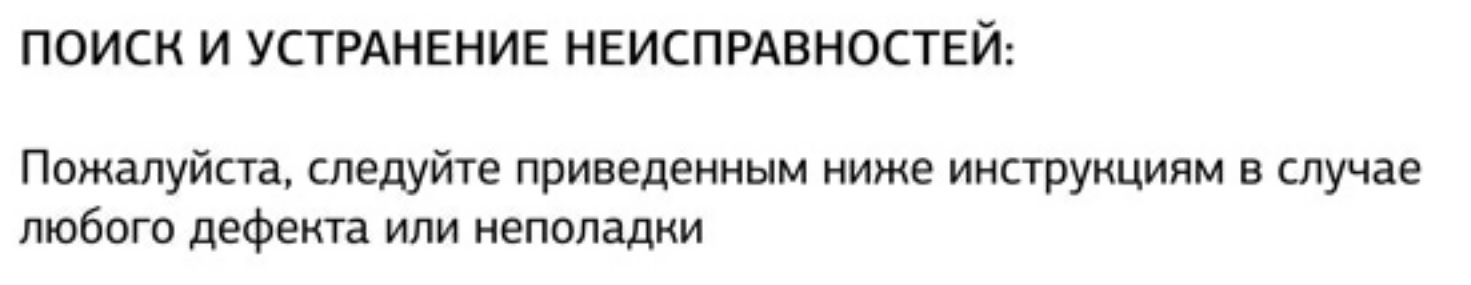 ПОИСК И УСТРАНЕНИЕ НЕИСПРАВНОСТЕЙ:
Пожалуйста, следуйте приведенным ниже инструкциям в случае
любого дефекта или неполадки